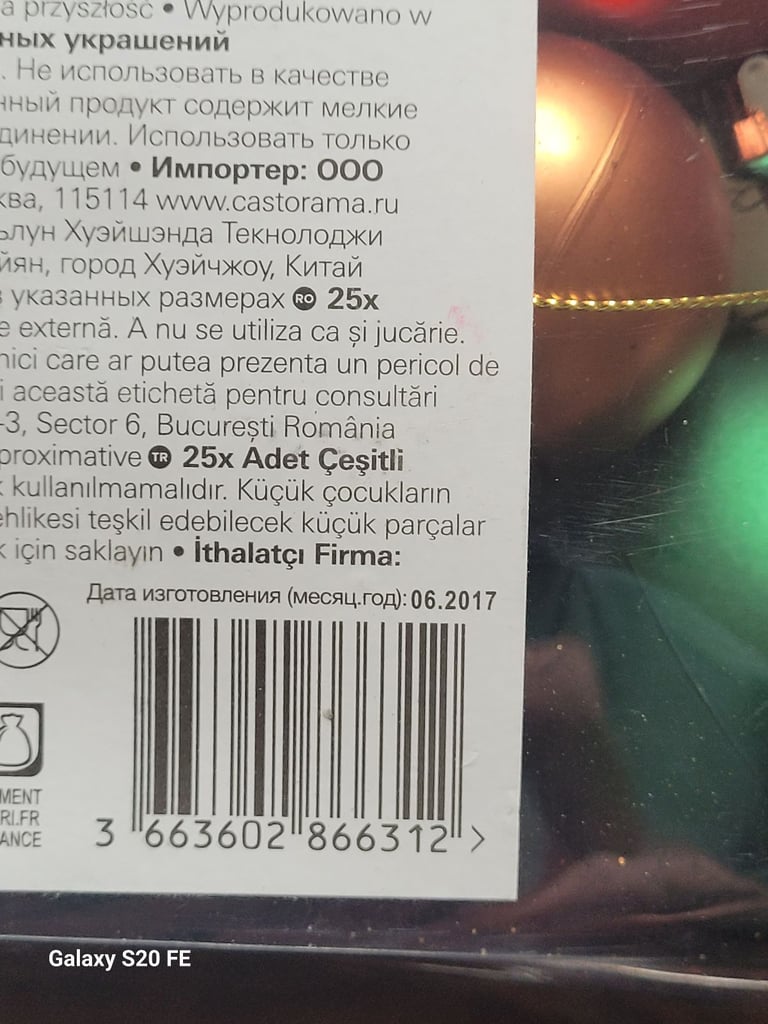 a przyszłość • Wyprodukowano w
ных украшений
. Не использовать в качестве
нный продукт содержит мелкие
динении. Использовать только
будущем • Импортер: ООО
ква, 115114 www.castorama.ru
ьлун Хуэйшэнда Текнолоджи
йян, город Хуэйчжоу, Китай
в указанных размерах RO 25x
e externă. A nu se utiliza ca și jucărie.
nici care ar putea prezenta un pericol de
i această etichetă pentru consultări
-3, Sector 6, București România
proximative TR 25x Adet Çeşitli
k kullanılmamalıdır. Küçük çocukların
ehlikesi teşkil edebilecek küçük parçalar
k için saklayın • İthalatçı Firma:
Дата изготовления (месяц.год): 06.2017
MENT
RI.FR
ANCE
3 663602 866312 >
Galaxy S20 FE